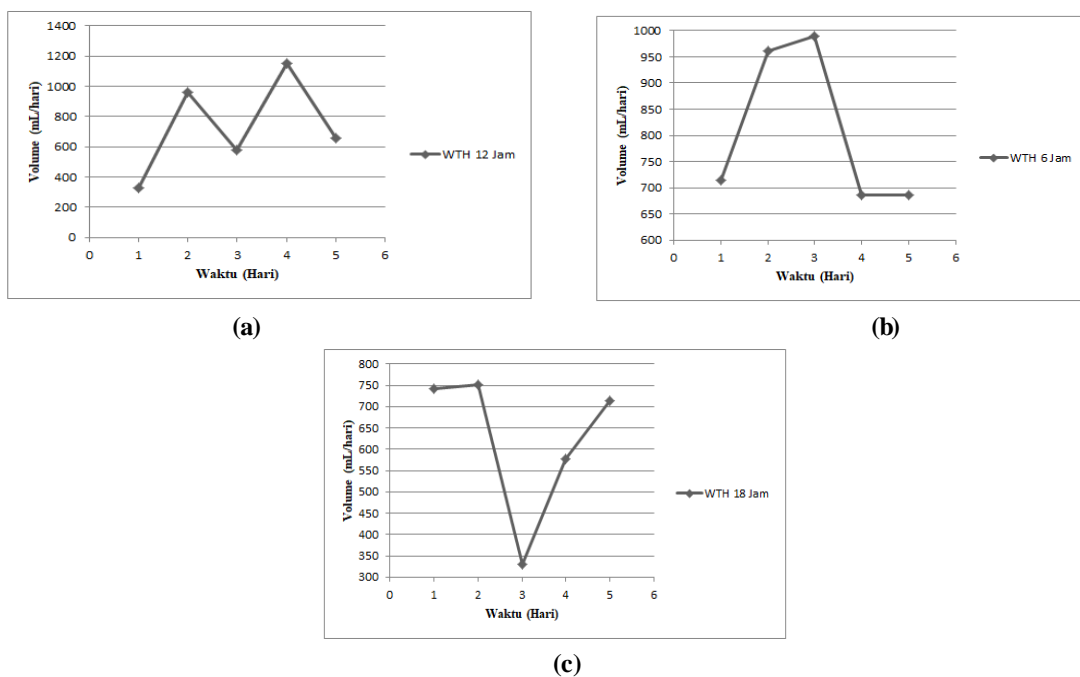 1400
1200
1000
800
600
400
200
0
Volume (mL/hari)
0 1 2 3 4 5 6
Waktu (Hari)
WTH 12 Jam
(a)
1000
950
900
850
800
750
700
650
600
Volume (mL/hari)
0 1 2 3 4 5 6
Waktu (Hari)
WTH 6 Jam
(b)
800
750
700
650
600
550
500
450
400
350
300
Volume (mL/hari)
0 1 2 3 4 5 6
Waktu (Hari)
WTH 18 Jam
(c)